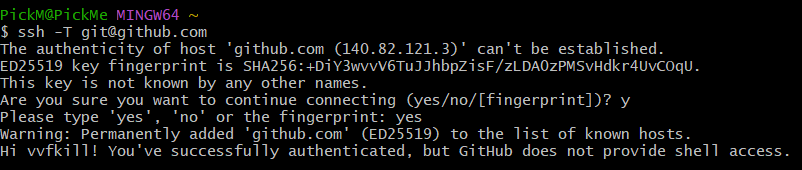 PickM@PickMe MINGW64 ~
$ ssh -T git@github.com
The authenticity of host 'github.com (140.82.121.3)' can't be established.
ED25519 key fingerprint is SHA256:+DiY3wvvV6TuJJhbpZisF/zLDA0zPMSvHdkr4UvCOqU.
This key is not known by any other names.
Are you sure you want to continue connecting (yes/no/[fingerprint])? y
Please type 'yes', 'no' or the fingerprint: yes
Warning: Permanently added 'github.com' (ED25519) to the list of known hosts.
Hi vvfkill! You've successfully authenticated, but GitHub does not provide shell access.